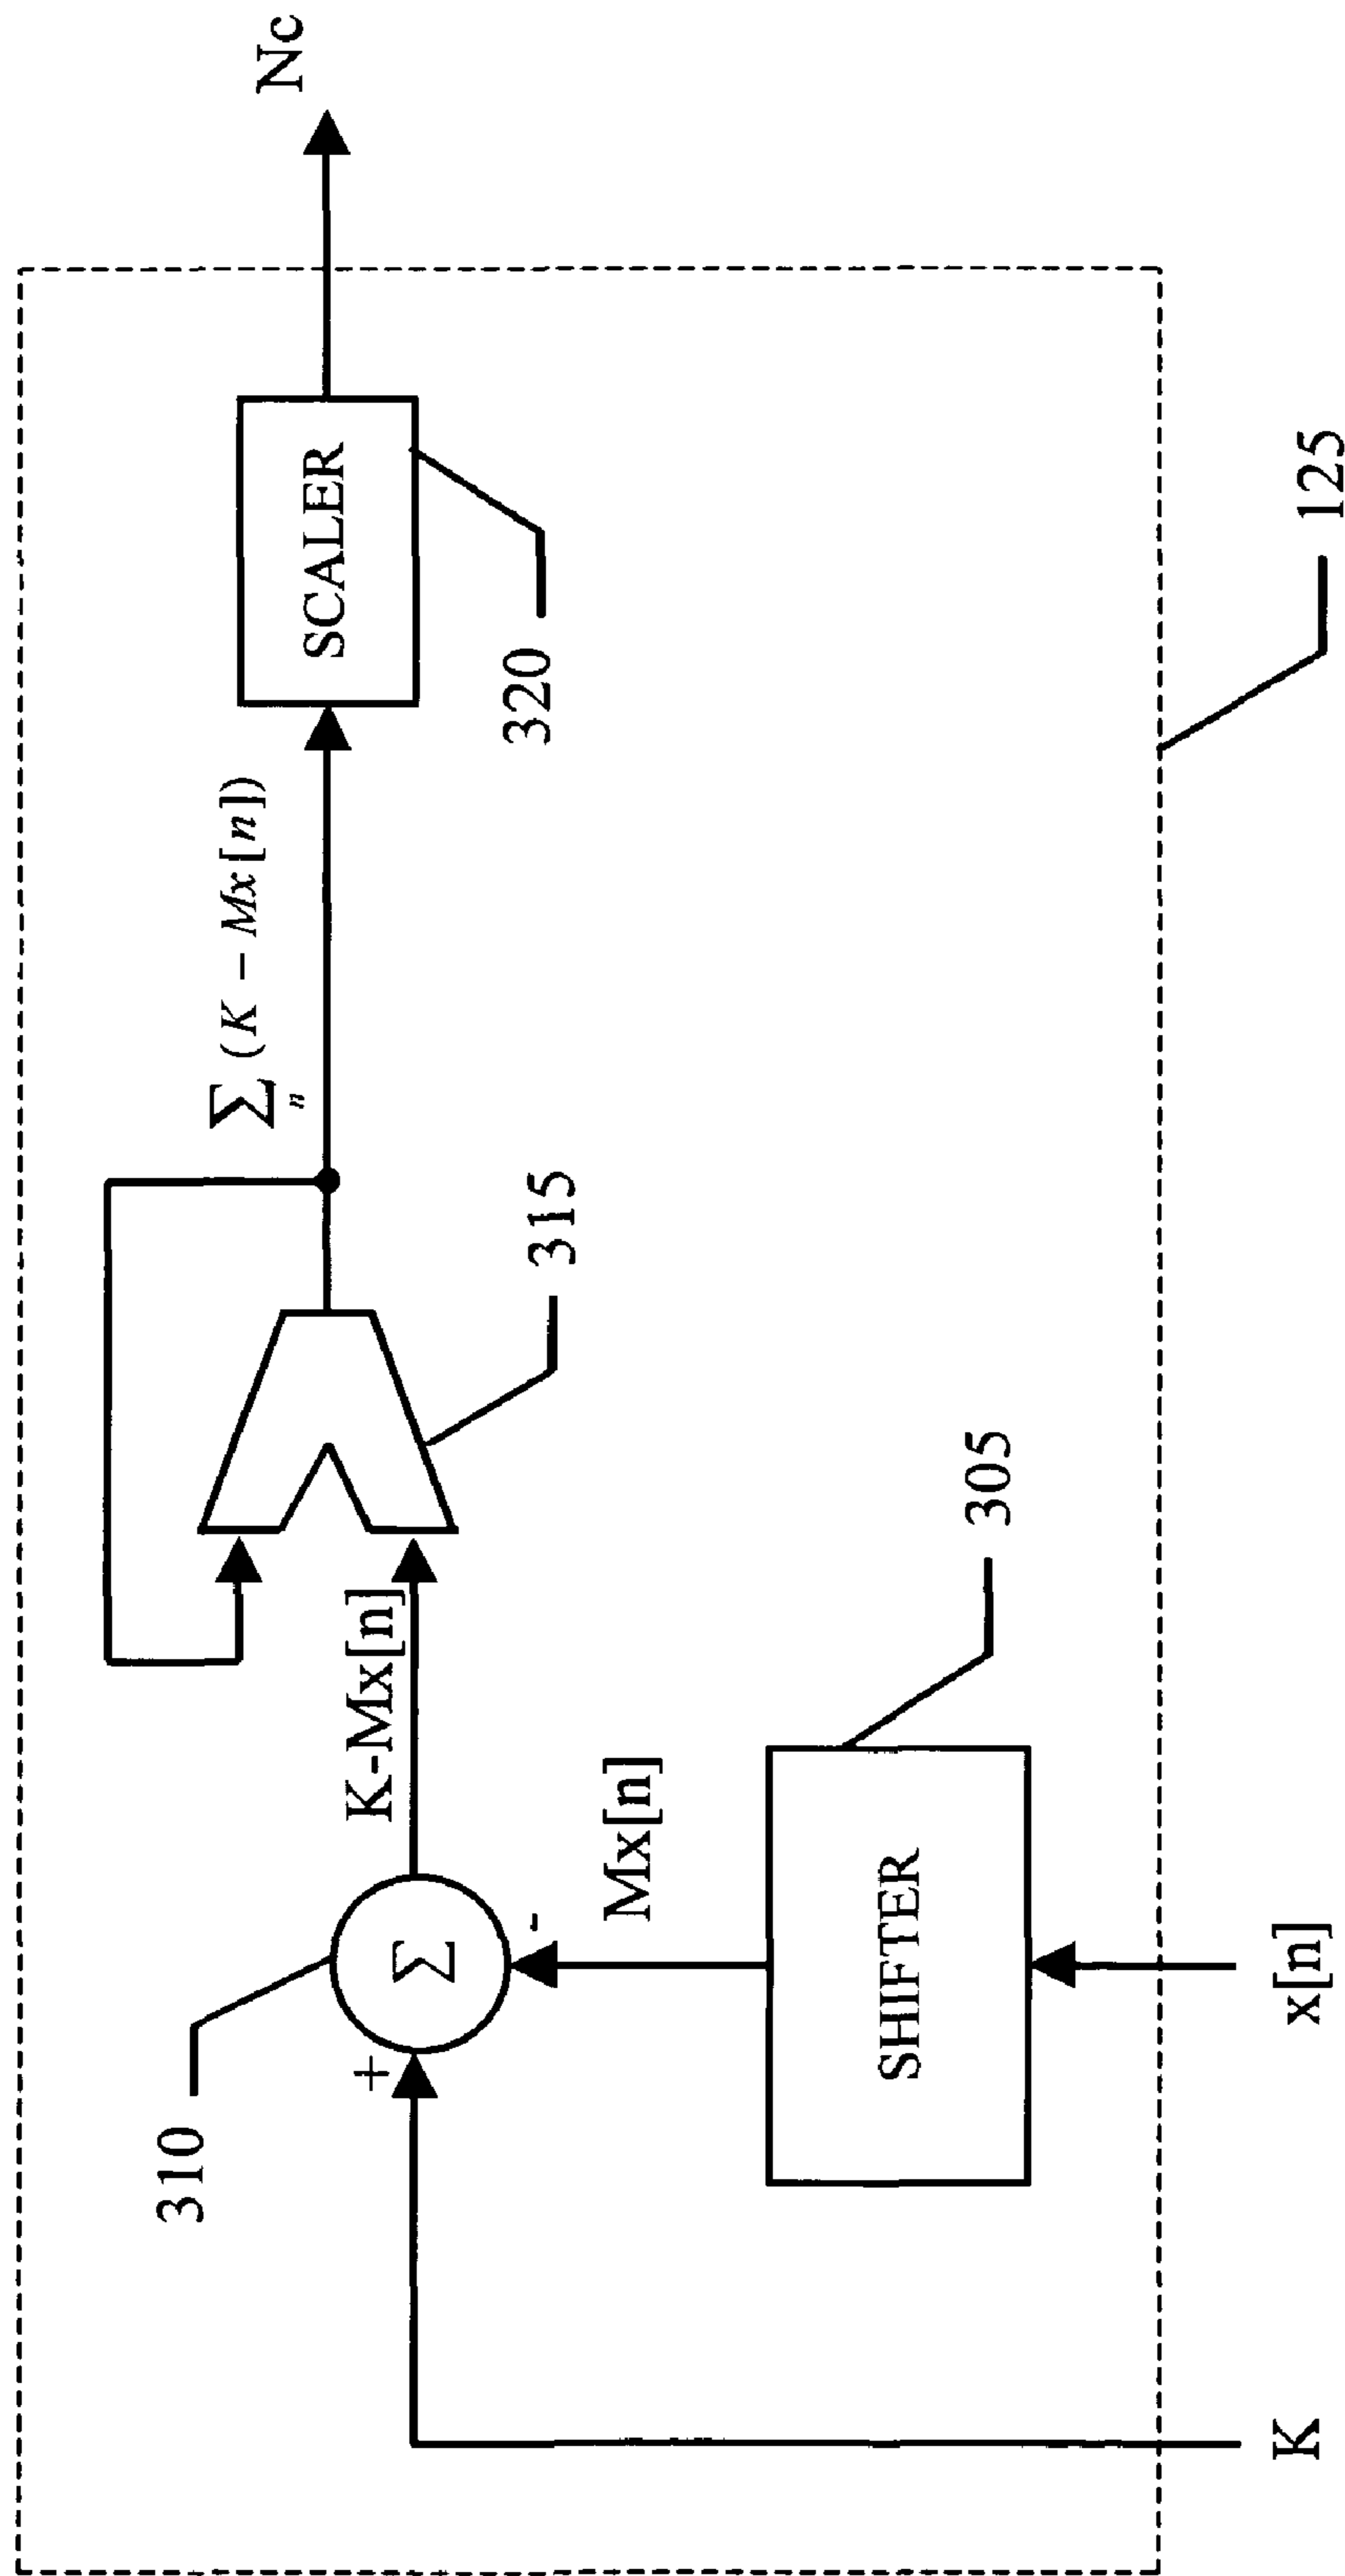 Nc
SCALER
320
∑ (K – Mx[n])
n
315
K-Mx[n]
310
+
Σ
-
Mx[n]
305
SHIFTER
K
x[n]
125